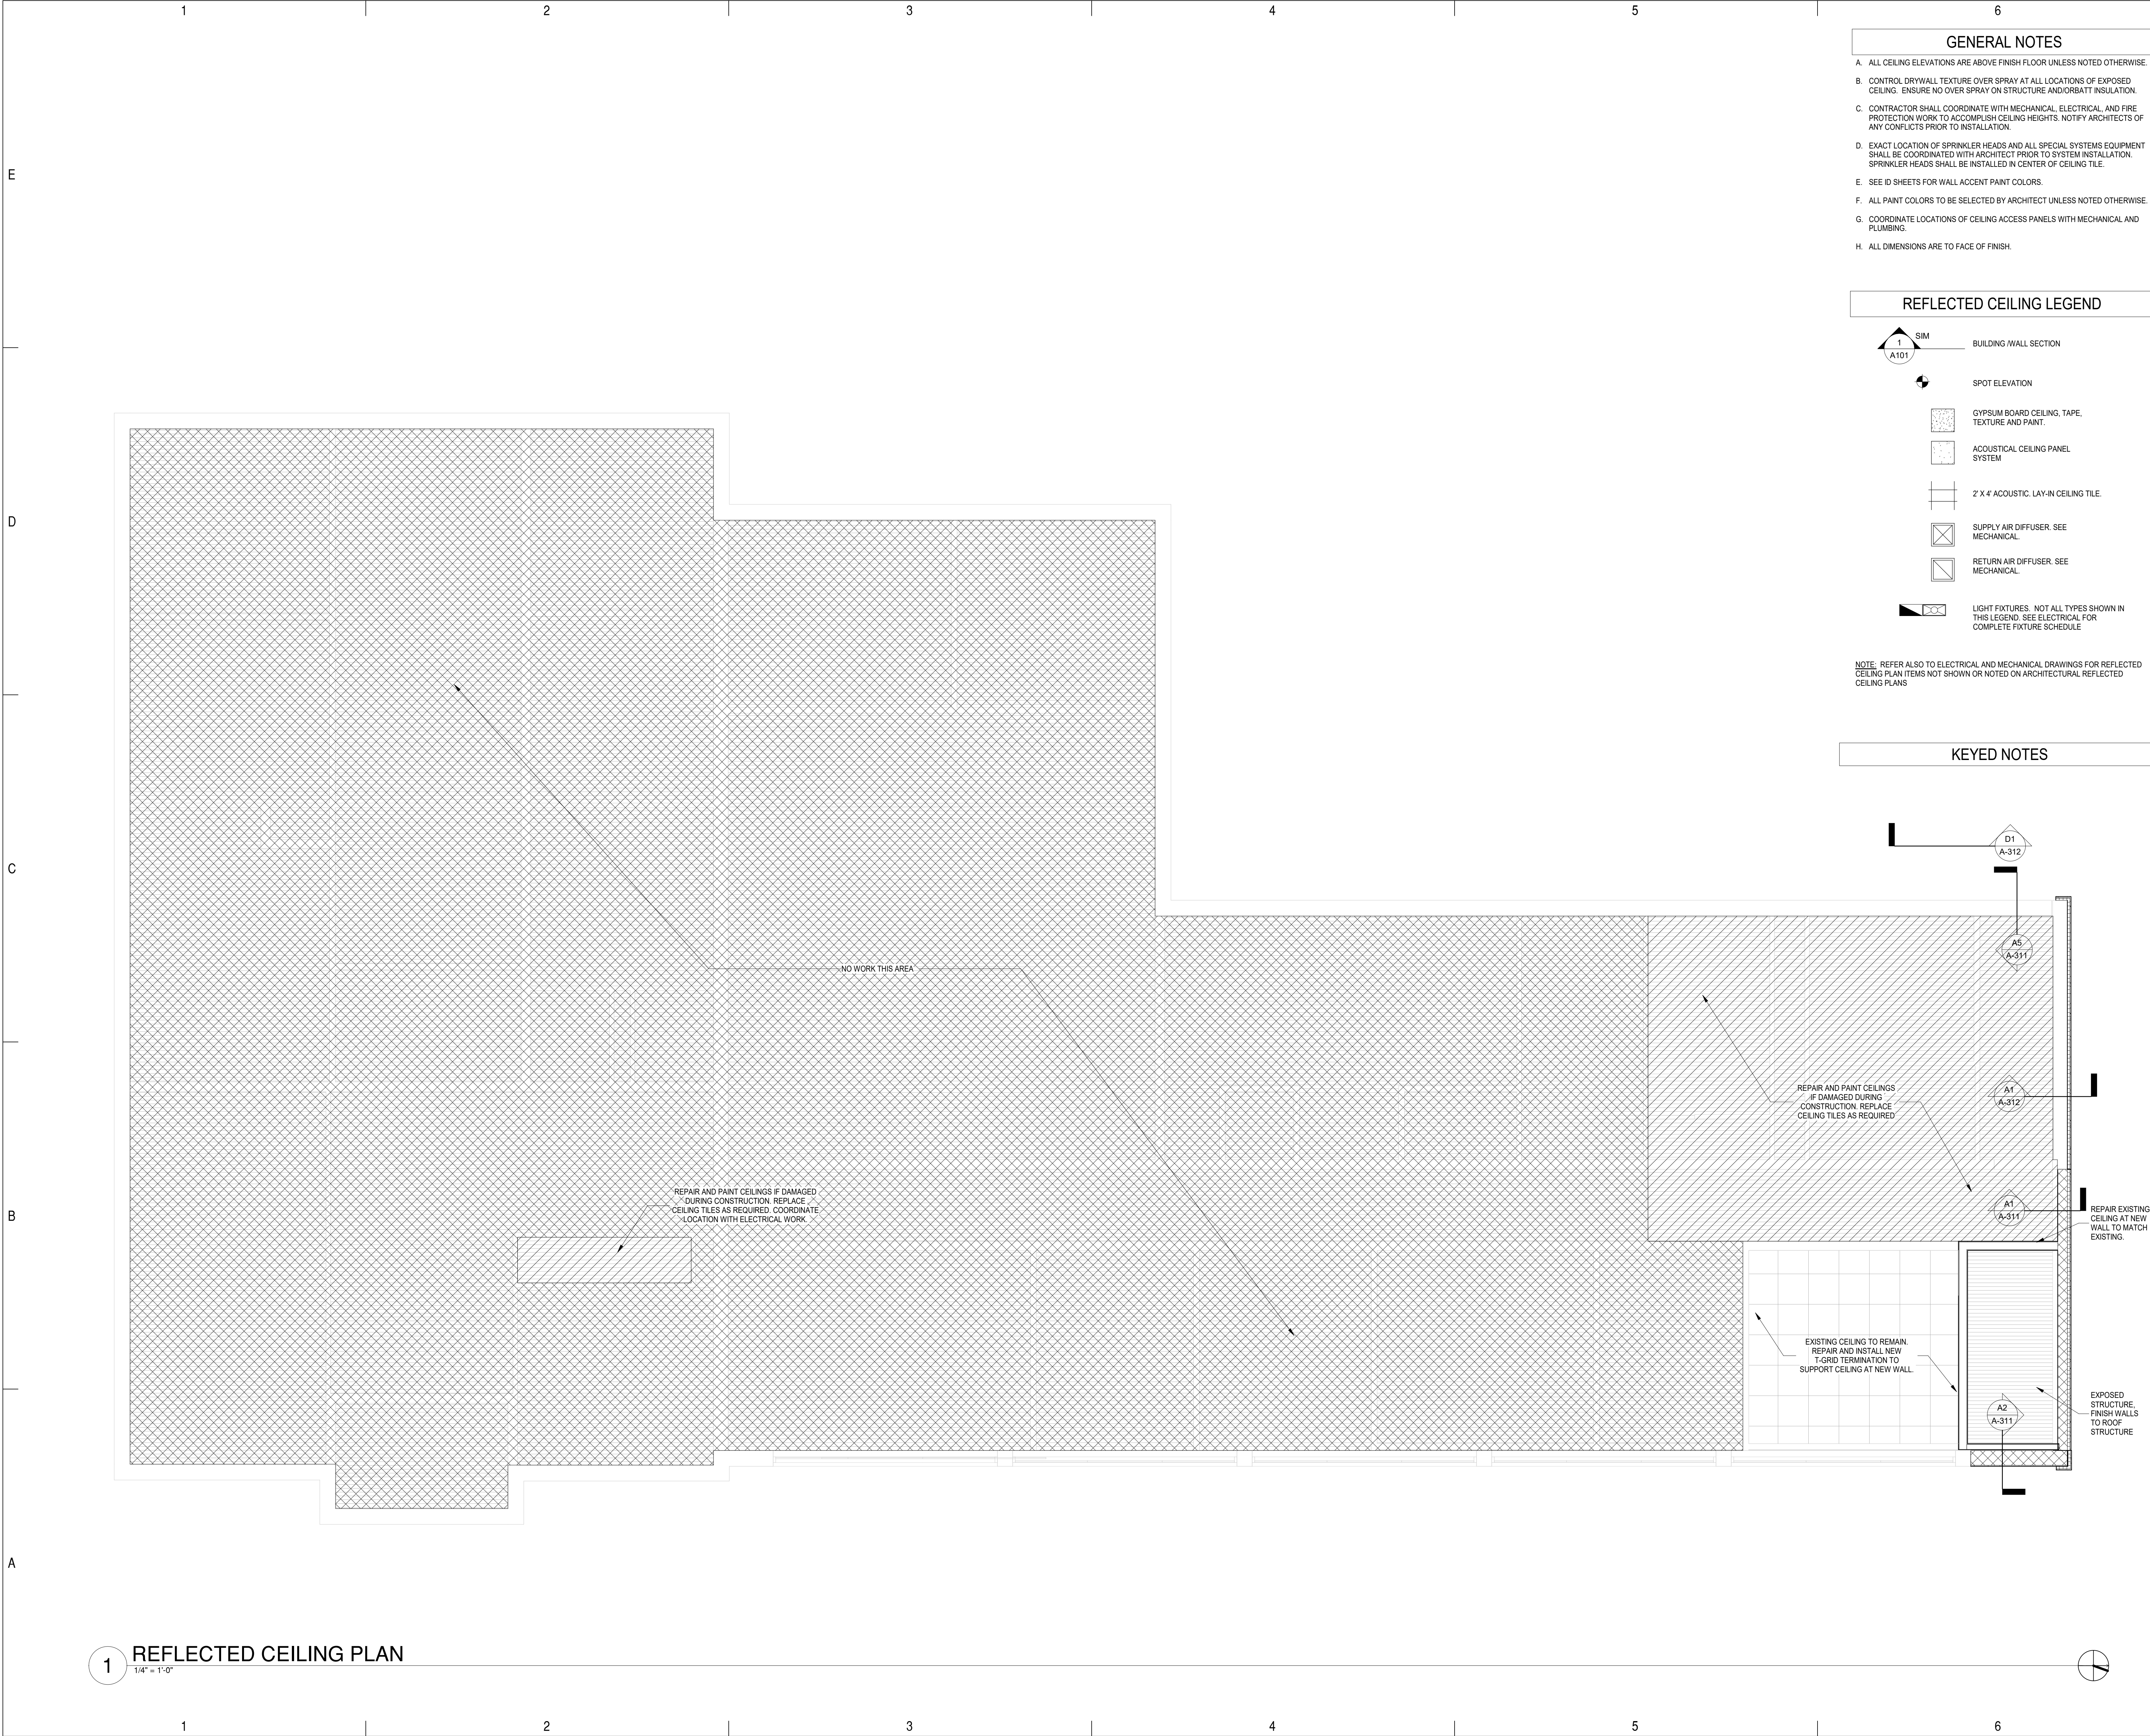 1 2 3 4 5 6
GENERAL NOTES
A. ALL CEILING ELEVATIONS ARE ABOVE FINISH FLOOR UNLESS NOTED OTHERWISE.
B. CONTROL DRYWALL TEXTURE OVER SPRAY AT ALL LOCATIONS OF EXPOSED
CEILING. ENSURE NO OVER SPRAY ON STRUCTURE AND/ORBATT INSULATION.
C. CONTRACTOR SHALL COORDINATE WITH MECHANICAL, ELECTRICAL, AND FIRE
PROTECTION WORK TO ACCOMPLISH CEILING HEIGHTS. NOTIFY ARCHITECTS OF
ANY CONFLICTS PRIOR TO INSTALLATION.
D. EXACT LOCATION OF SPRINKLER HEADS AND ALL SPECIAL SYSTEMS EQUIPMENT
SHALL BE COORDINATED WITH ARCHITECT PRIOR TO SYSTEM INSTALLATION.
SPRINKLER HEADS SHALL BE INSTALLED IN CENTER OF CEILING TILE.
E. SEE ID SHEETS FOR WALL ACCENT PAINT COLORS.
F. ALL PAINT COLORS TO BE SELECTED BY ARCHITECT UNLESS NOTED OTHERWISE.
G. COORDINATE LOCATIONS OF CEILING ACCESS PANELS WITH MECHANICAL AND
PLUMBING.
H. ALL DIMENSIONS ARE TO FACE OF FINISH.
REFLECTED CEILING LEGEND
SIM
1
A101
BUILDING /WALL SECTION
SPOT ELEVATION
GYPSUM BOARD CEILING, TAPE,
TEXTURE AND PAINT.
ACOUSTICAL CEILING PANEL
SYSTEM
2' X 4' ACOUSTIC. LAY-IN CEILING TILE.
SUPPLY AIR DIFFUSER. SEE
MECHANICAL.
RETURN AIR DIFFUSER. SEE
MECHANICAL.
LIGHT FIXTURES. NOT ALL TYPES SHOWN IN
THIS LEGEND. SEE ELECTRICAL FOR
COMPLETE FIXTURE SCHEDULE
NOTE: REFER ALSO TO ELECTRICAL AND MECHANICAL DRAWINGS FOR REFLECTED
CEILING PLAN ITEMS NOT SHOWN OR NOTED ON ARCHITECTURAL REFLECTED
CEILING PLANS
KEYED NOTES
E
D
C
B
A
D1
A-312
A5
A-311
NO WORK THIS AREA
REPAIR AND PAINT CEILINGS
IF DAMAGED DURING
CONSTRUCTION. REPLACE
CEILING TILES AS REQUIRED
A1
A-312
REPAIR AND PAINT CEILINGS IF DAMAGED
DURING CONSTRUCTION. REPLACE
CEILING TILES AS REQUIRED. COORDINATE
LOCATION WITH ELECTRICAL WORK.
A1
A-311
REPAIR EXISTING
CEILING AT NEW
WALL TO MATCH
EXISTING.
EXISTING CEILING TO REMAIN.
REPAIR AND INSTALL NEW
T-GRID TERMINATION TO
SUPPORT CEILING AT NEW WALL.
A2
A-311
EXPOSED
STRUCTURE,
FINISH WALLS
TO ROOF
STRUCTURE
1
REFLECTED CEILING PLAN
1/4" = 1'-0"
1 2 3 4 5 6